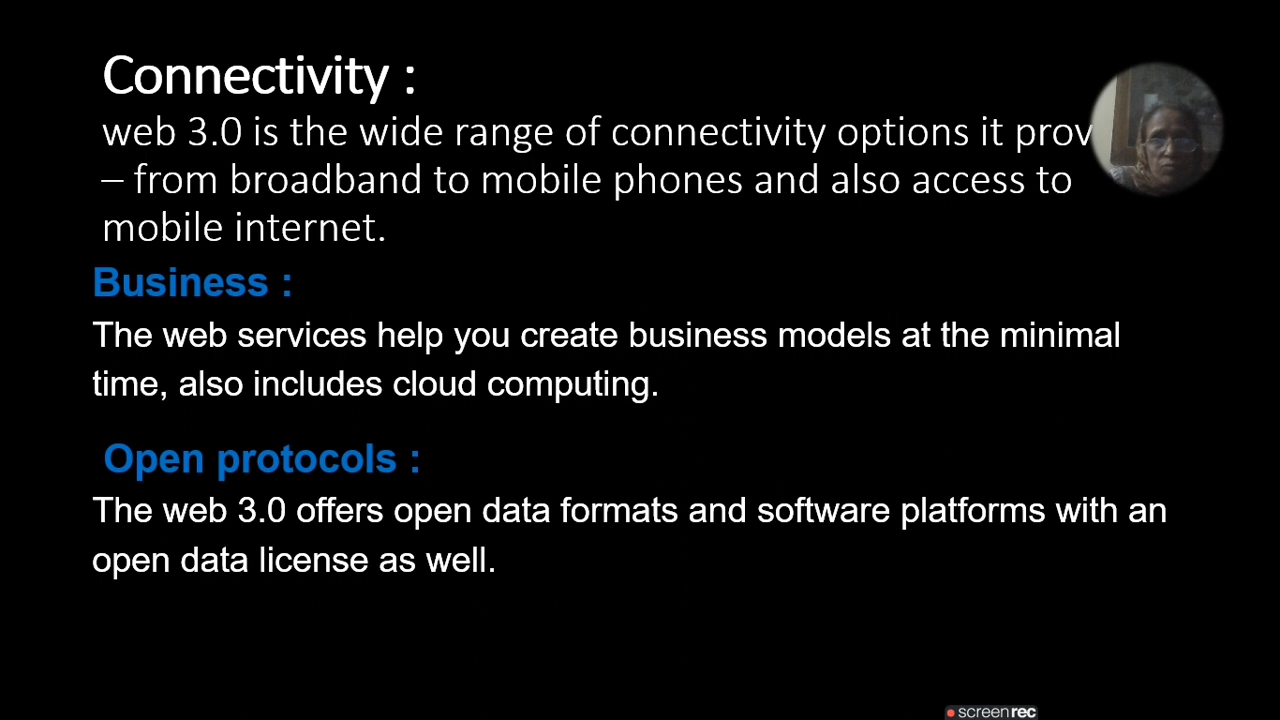 Connectivity :
web 3.0 is the wide range of connectivity options it prov
– from broadband to mobile phones and also access to
mobile internet.
Business :
The web services help you create business models at the minimal
time, also includes cloud computing.
Open protocols :
The web 3.0 offers open data formats and software platforms with an
open data license as well.
screenrec